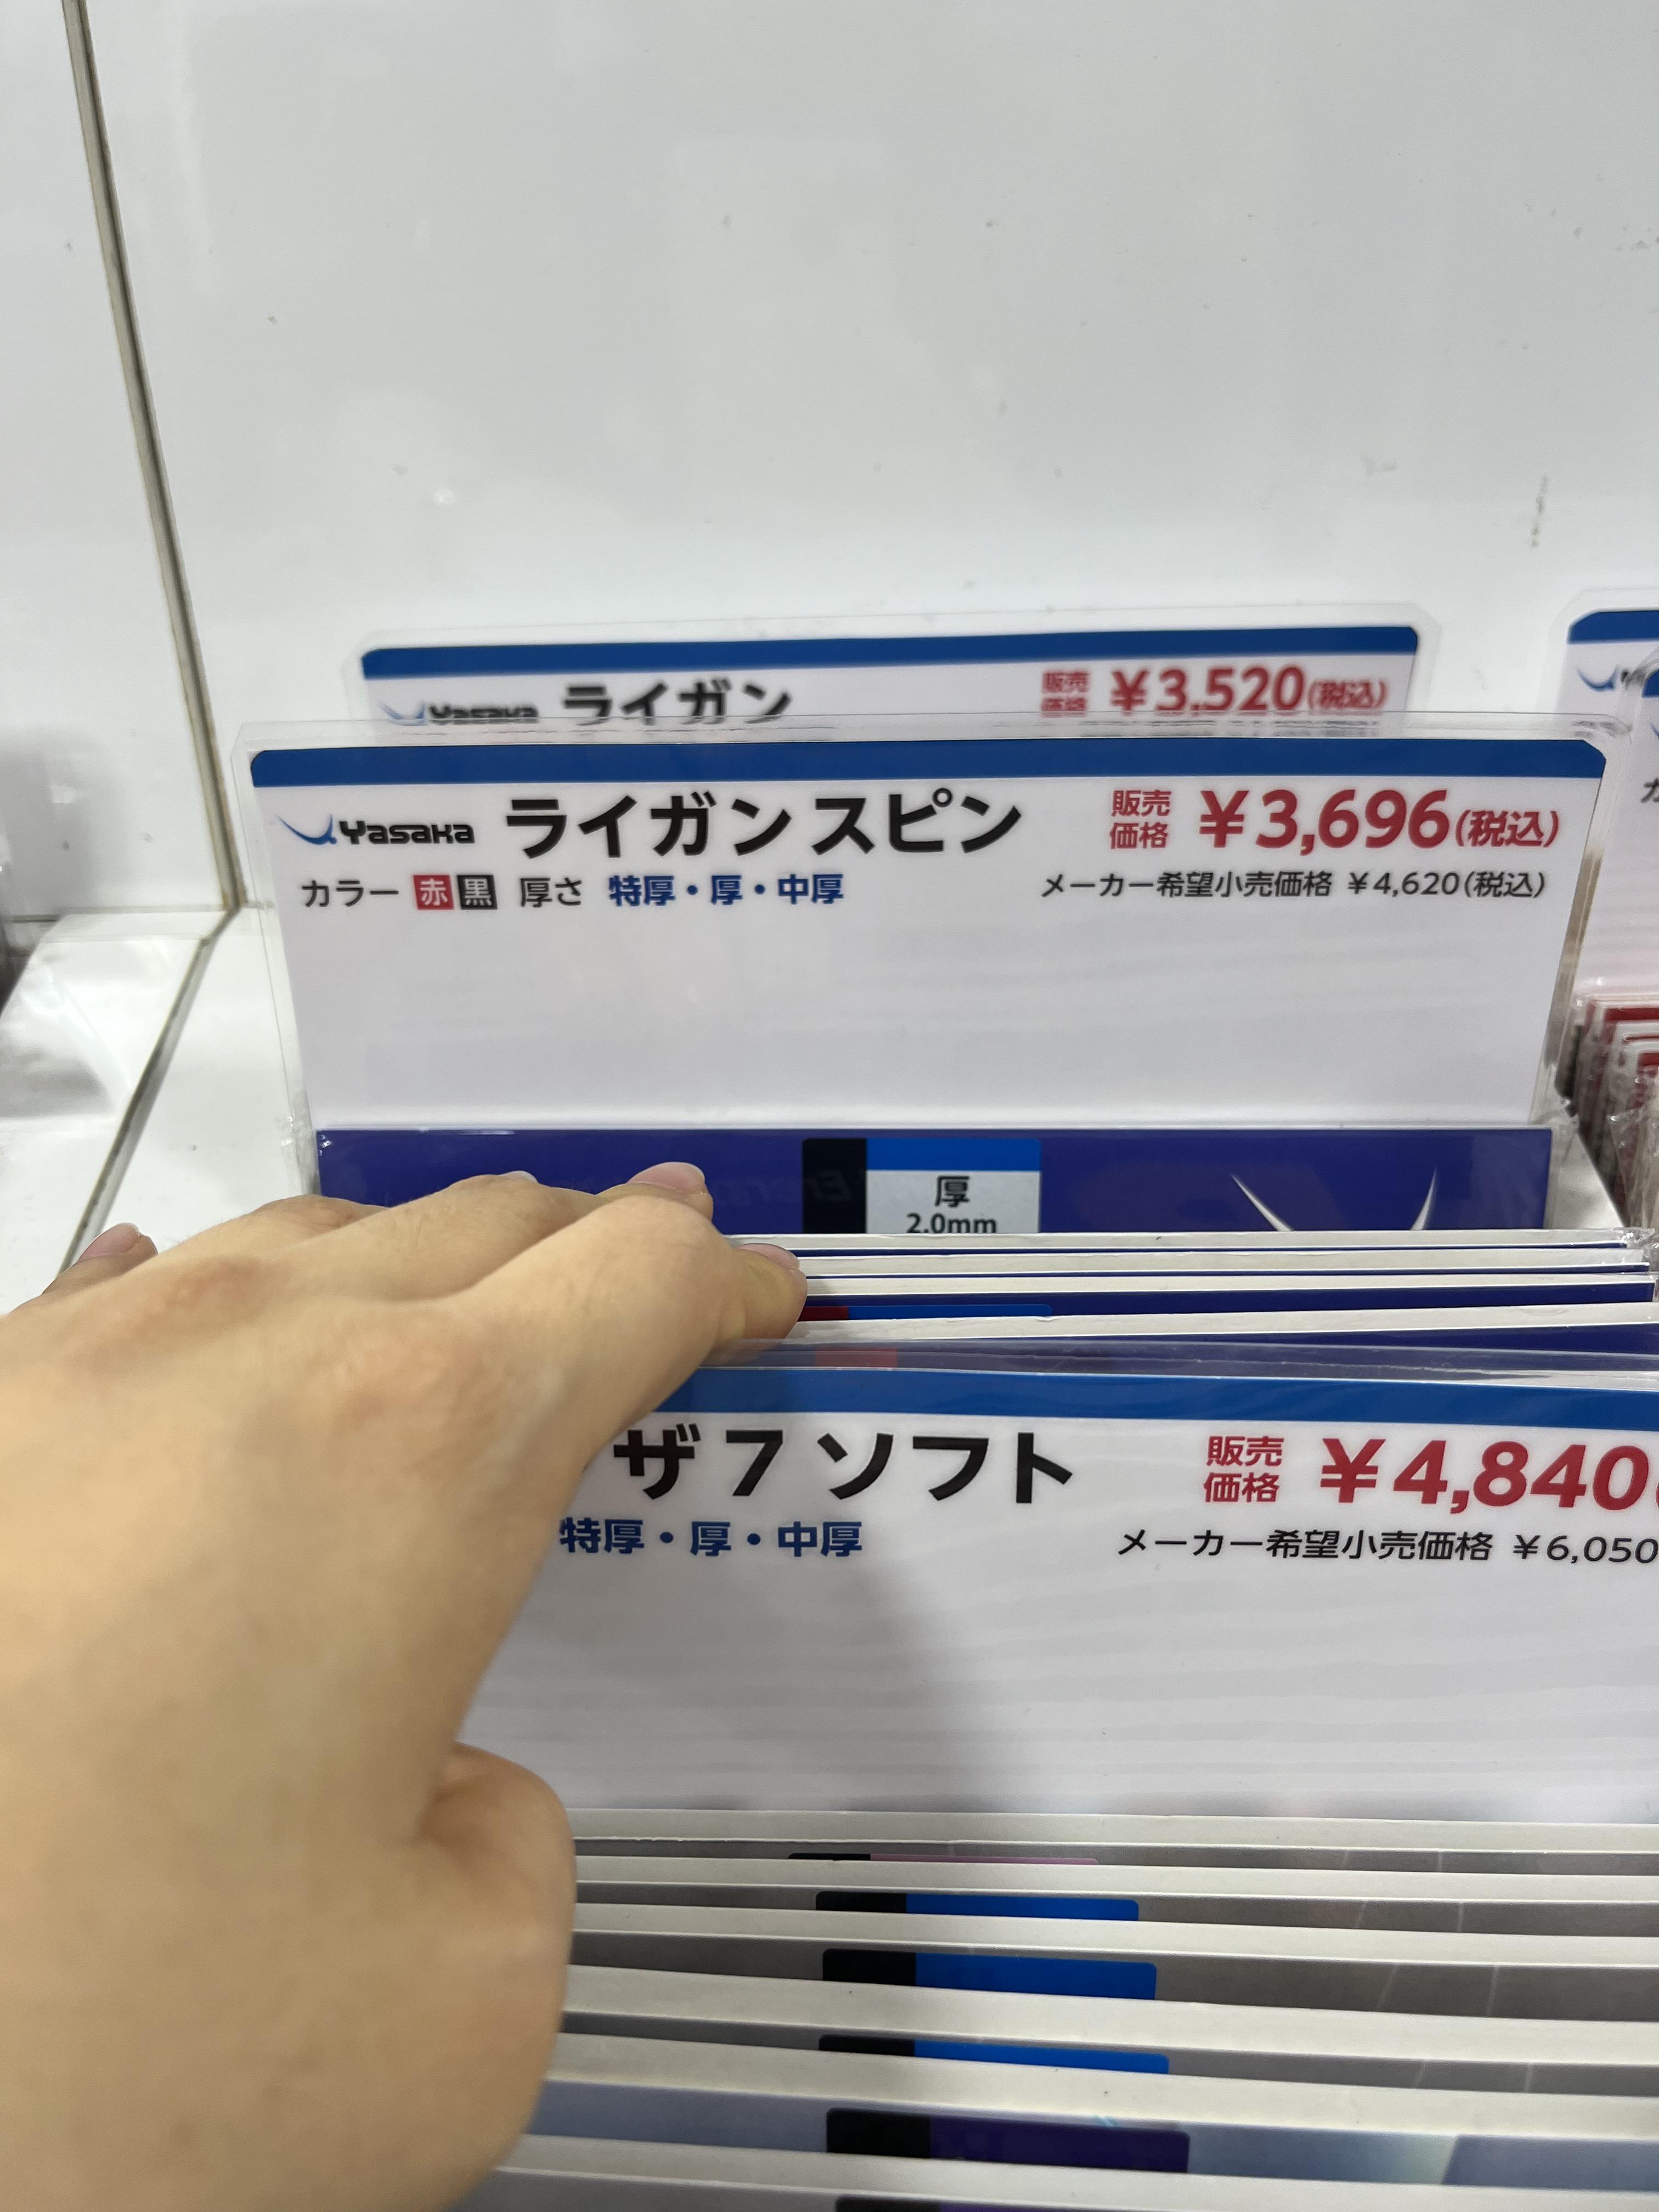 Yasaka ライガン 販売価格 ¥3,520(税込)
Yasaka ライガン スピン 販売価格 ¥3,696(税込)
カラー 赤 黒 厚さ 特厚・厚・中厚 メーカー希望小売価格 ¥4,620(税込)
厚
2.0mm
ザ 7 ソフト 販売価格 ¥4,840
特厚・厚・中厚 メーカー希望小売価格 ¥6,050